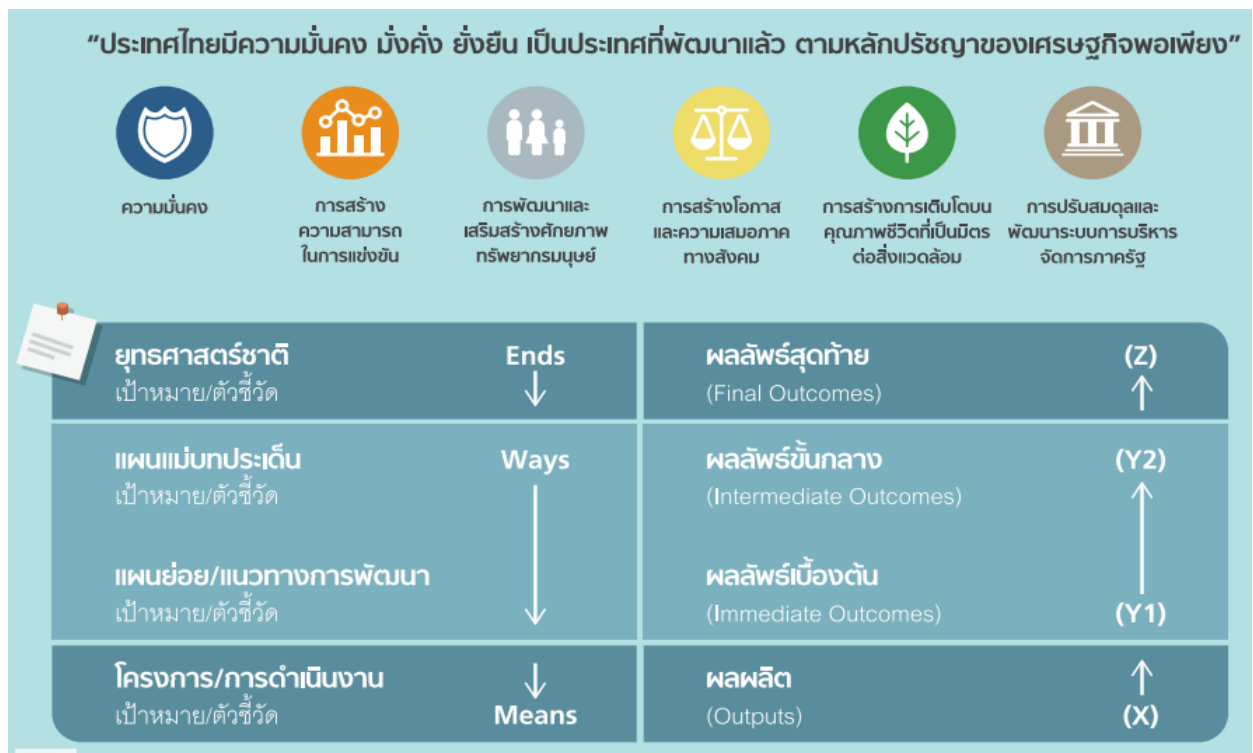 “ประเทศไทยมีความมั่นคง มั่งคั่ง ยั่งยืน เป็นประเทศที่พัฒนาแล้ว ตามหลักปรัชญาของเศรษฐกิจพอเพียง”
ความมั่นคง
การสร้าง
ความสามารถ
ในการแข่งขัน
การพัฒนาและ
เสริมสร้างศักยภาพ
ทรัพยากรมนุษย์
การสร้างโอกาส
และความเสมอภาค
ทางสังคม
การสร้างการเติบโตบน
คุณภาพชีวิตที่เป็นมิตร
ต่อสิ่งแวดล้อม
การปรับสมดุลและ
พัฒนาระบบการบริหาร
จัดการภาครัฐ
ยุทธศาสตร์ชาติ Ends
เป้าหมาย/ตัวชี้วัด
ผลลัพธ์สุดท้าย (Z)
(Final Outcomes)
แผนแม่บทประเด็น Ways
เป้าหมาย/ตัวชี้วัด
ผลลัพธ์ขั้นกลาง (Y2)
(Intermediate Outcomes)
แผนย่อย/แนวทางการพัฒนา
เป้าหมาย/ตัวชี้วัด
ผลลัพธ์เบื้องต้น
(Immediate Outcomes) (Y1)
โครงการ/การดำเนินงาน
เป้าหมาย/ตัวชี้วัด Means
ผลผลิต
(Outputs) (X)